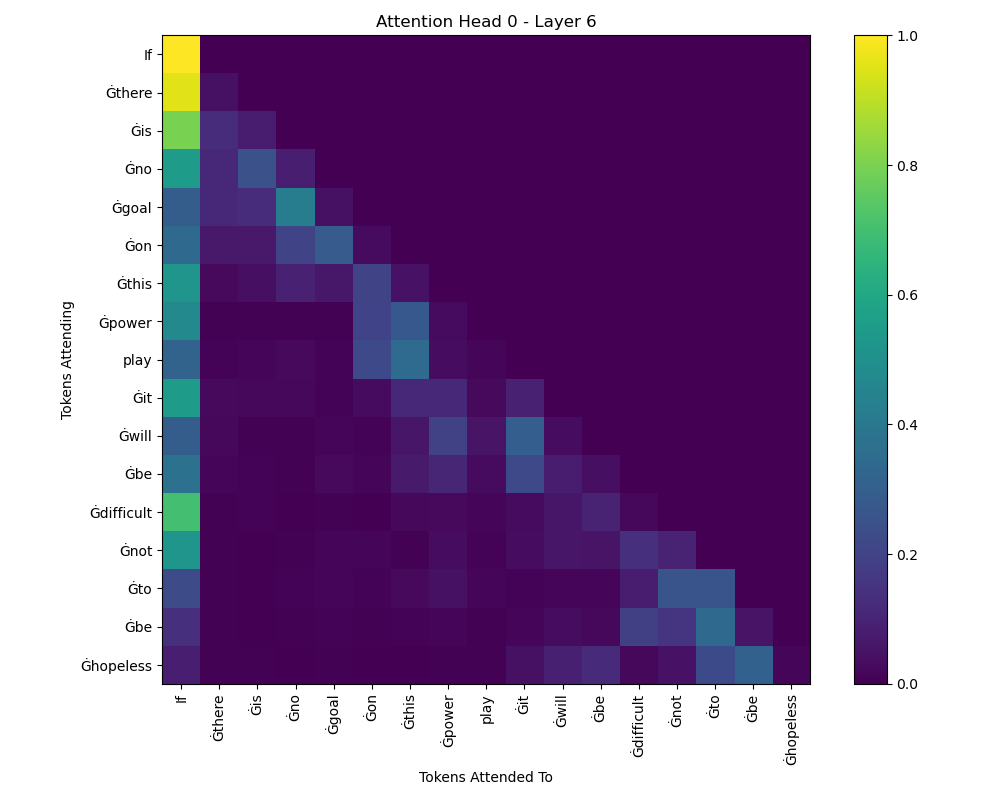 Attention Head 0 - Layer 6
Tokens Attending
If
Ġthere
Ġis
Ġno
Ġgoal
Ġon
Ġthis
Ġpower
play
Ġit
Ġwill
Ġbe
Ġdifficult
Ġnot
Ġto
Ġbe
Ġhopeless
If
Ġthere
Ġis
Ġno
Ġgoal
Ġon
Ġthis
Ġpower
play
Ġit
Ġwill
Ġbe
Ġdifficult
Ġnot
Ġto
Ġbe
Ġhopeless
Tokens Attended To
1.0
0.8
0.6
0.4
0.2
0.0